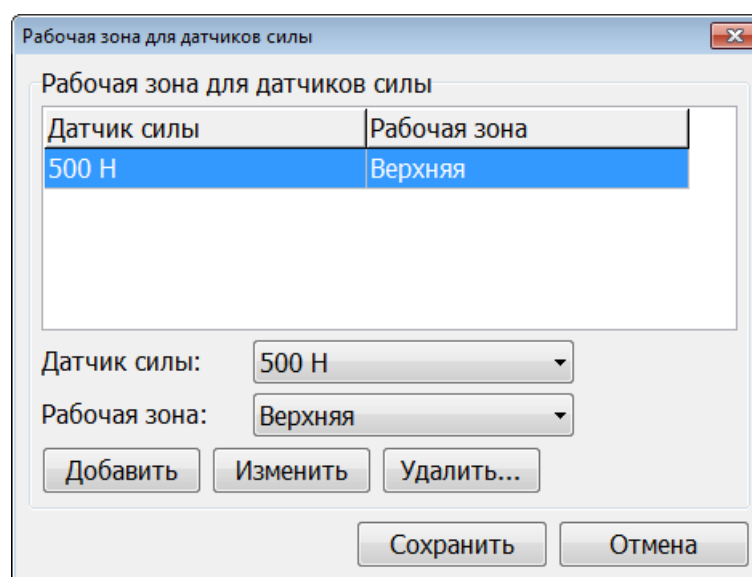 Рабочая зона для датчиков силы
Рабочая зона для датчиков силы
Датчик силы Рабочая зона
500 Н Верхняя
Датчик силы: 500 Н
Рабочая зона: Верхняя
Добавить Изменить Удалить...
Сохранить Отмена